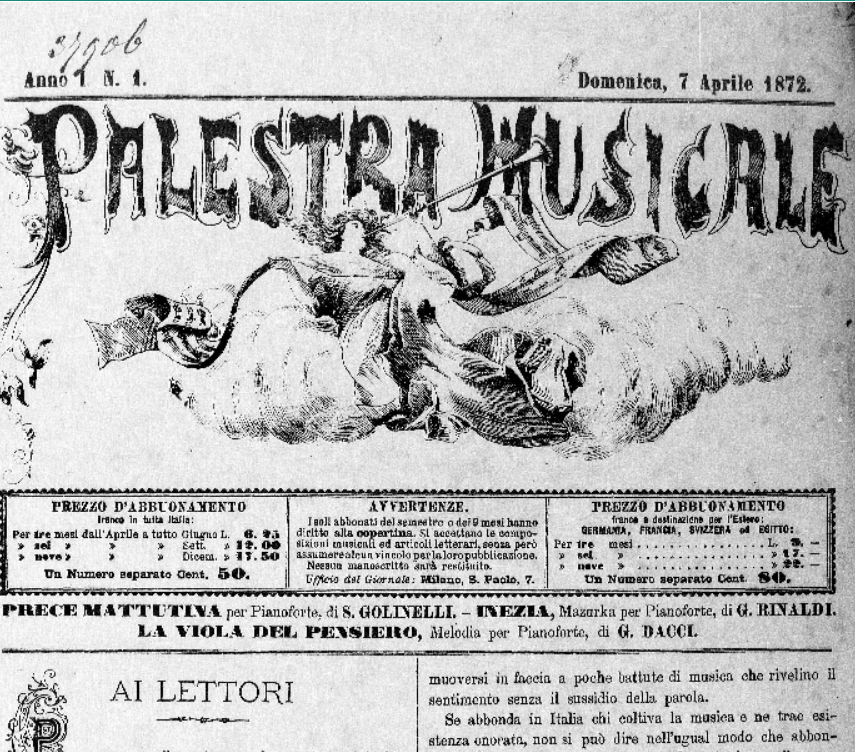 3790b
Anno I N. 1.
Domenica, 7 Aprile 1872.
PALESTRA MUSICALE
PREZZO D'ABBUONAMENTO
franco in tutta Italia:
Per tre mesi dall'Aprile a tutto Giugno L. 6. 25
» sei » » » Sett. » 12.00
» nove » » » Dicem. » 17.50
Un Numero separato Cent. 50.
AVVERTENZE.
I soli abbonati del semestre o dei 9 mesi hanno
diritto alla copertina. Si accettano le compo-
sizioni musicali ed articoli letterari, senza però
assumere alcun vincolo per la loro pubblicazione.
Nessun manoscritto sarà restituito.
Ufficio del Giornale: Milano, S. Paolo, 7.
PREZZO D'ABBUONAMENTO
franco a destinazione per l'Estero:
GERMANIA, FRANCIA, SVIZZERA ed EGITTO:
Per tre mesi . . . . . . . . . . . . L. 9. —
» sei . . . . . . . . . . . . » 17. —
» nove » . . . . . . . . . . . . » 22. —
Un Numero separato Cent. 80.
PRECE MATTUTINA per Pianoforte, di S. GOLINELLI. – INEZIA, Mazurka per Pianoforte, di G. RINALDI.
LA VIOLA DEL PENSIERO, Melodia per Pianoforte, di G. DACCI.
AI LETTORI
P
muoversi in faccia a poche battute di musica che rivelino il
sentimento senza il sussidio della parola.
Se abbonda in Italia chi coltiva la musica e ne trae esi-
stenza onorata, non si può dire nell'ugual modo che abbon-